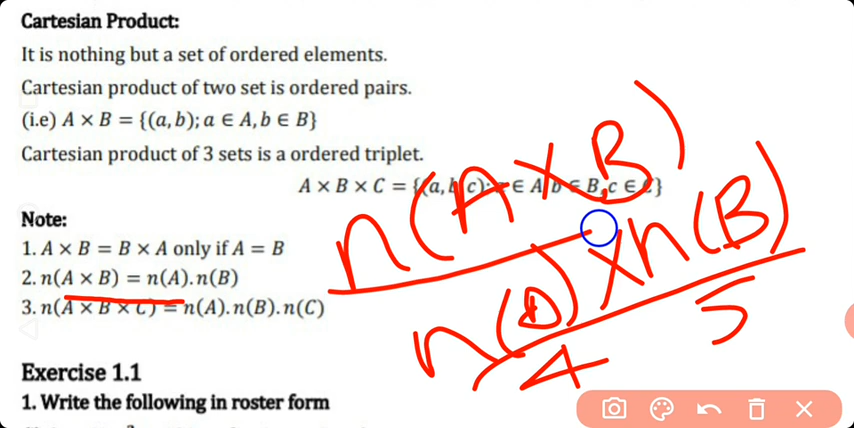 Cartesian Product:
It is nothing but a set of ordered elements.
Cartesian product of two set is ordered pairs.
(i.e) A × B = {(a, b); a ∈ A, b ∈ B}
Cartesian product of 3 sets is a ordered triplet.
A × B × C = {(a, b, c); ∈ A, b ∈ B, c ∈ C}
Note:
1. A × B = B × A only if A = B
2. n(A × B) = n(A). n(B)
3. n(A × B × C) = n(A). n(B). n(C)
n(A×B)
n(A) × n(B)
4 5
Exercise 1.1
1. Write the following in roster form